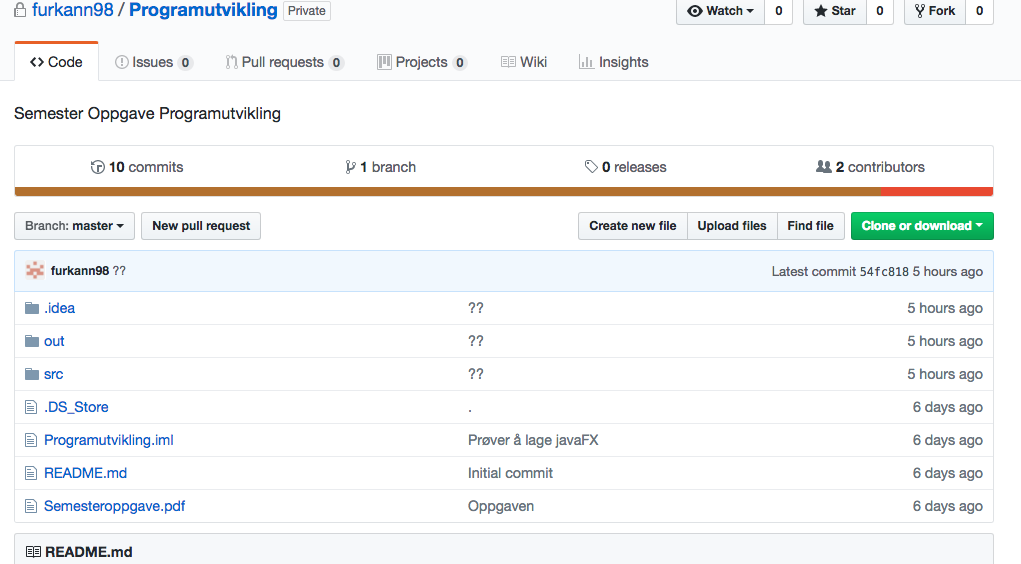 furkann98 / Programutvikling Private
Watch 0 Star 0 Fork 0
Code Issues 0 Pull requests 0 Projects 0 Wiki Insights
Semester Oppgave Programutvikling
10 commits 1 branch 0 releases 2 contributors
Branch: master New pull request Create new file Upload files Find file Clone or download
furkann98 ?? Latest commit 54fc818 5 hours ago
.idea ?? 5 hours ago
out ?? 5 hours ago
src ?? 5 hours ago
.DS_Store . 6 days ago
Programutvikling.iml Prøver å lage javaFX 6 days ago
README.md Initial commit 6 days ago
Semesteroppgave.pdf Oppgaven 6 days ago
README.md